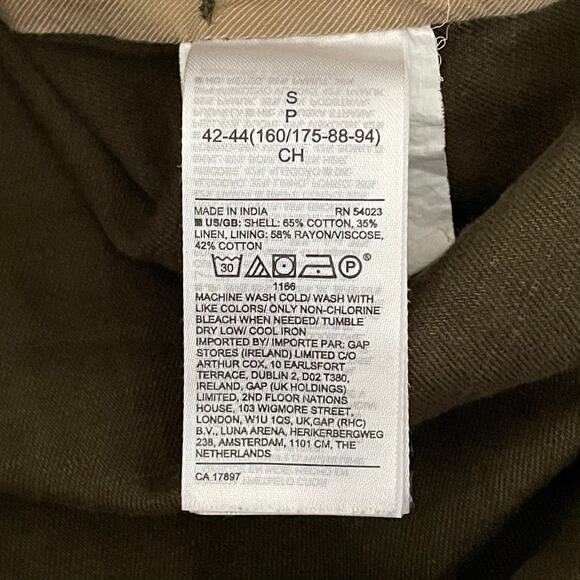 S
P
42-44(160/175-88-94)
CH
MADE IN INDIA RN 54023
US/GB: SHELL: 65% COTTON, 35%
LINEN, LINING: 58% RAYON/VISCOSE,
42% COTTON
30 P
1166
MACHINE WASH COLD/ WASH WITH
LIKE COLORS/ ONLY NON-CHLORINE
BLEACH WHEN NEEDED/ TUMBLE
DRY LOW/ COOL IRON
IMPORTED BY/ IMPORTE PAR: GAP
STORES (IRELAND) LIMITED C/O
ARTHUR COX, 10 EARLSFORT
TERRACE, DUBLIN 2, D02 T380,
IRELAND, GAP (UK HOLDINGS)
LIMITED, 2ND FLOOR NATIONS
HOUSE, 103 WIGMORE STREET,
LONDON, W1U 1QS, UK,GAP (RHC)
B.V., LUNA ARENA, HERIKERBERGWEG
238, AMSTERDAM, 1101 CM, THE
NETHERLANDS
CA 17897